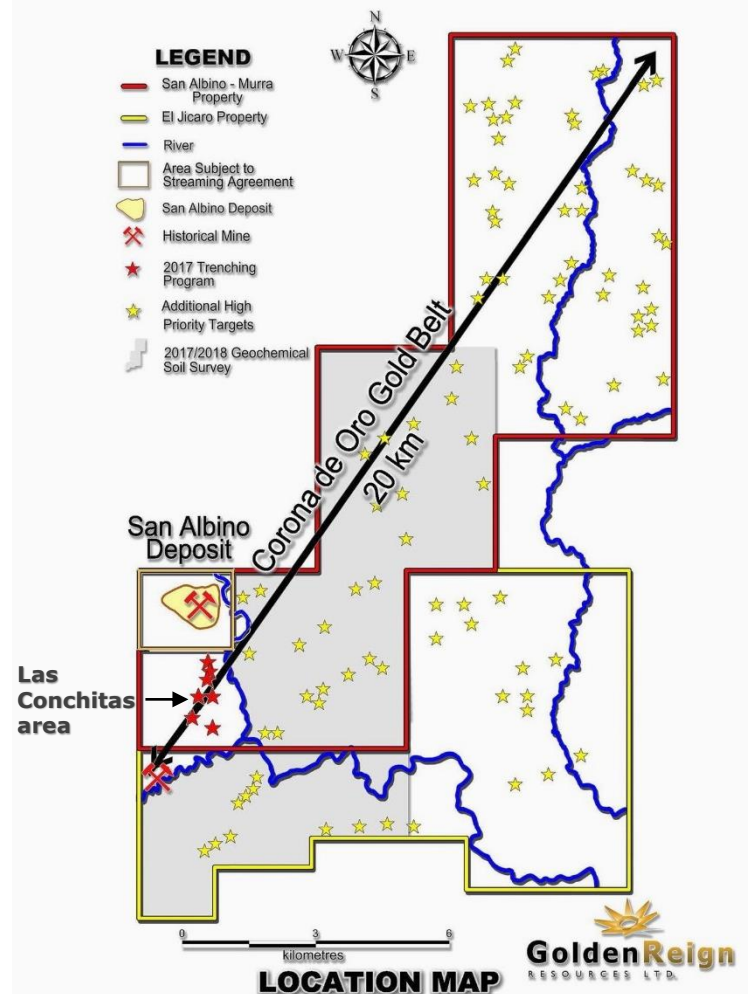 N
W E
S
LEGEND
San Albino - Murra
Property
El Jicaro Property
River
Area Subject to
Streaming Agreement
San Albino Deposit
Historical Mine
2017 Trenching
Program
Additional High
Priority Targets
2017/2018 Geochemical
Soil Survey
Corona de Oro Gold Belt
20 km
San Albino
Deposit
Las
Conchitas
area
0 3 6
kilometres
LOCATION MAP
GoldenReign
RESOURCES LTD.